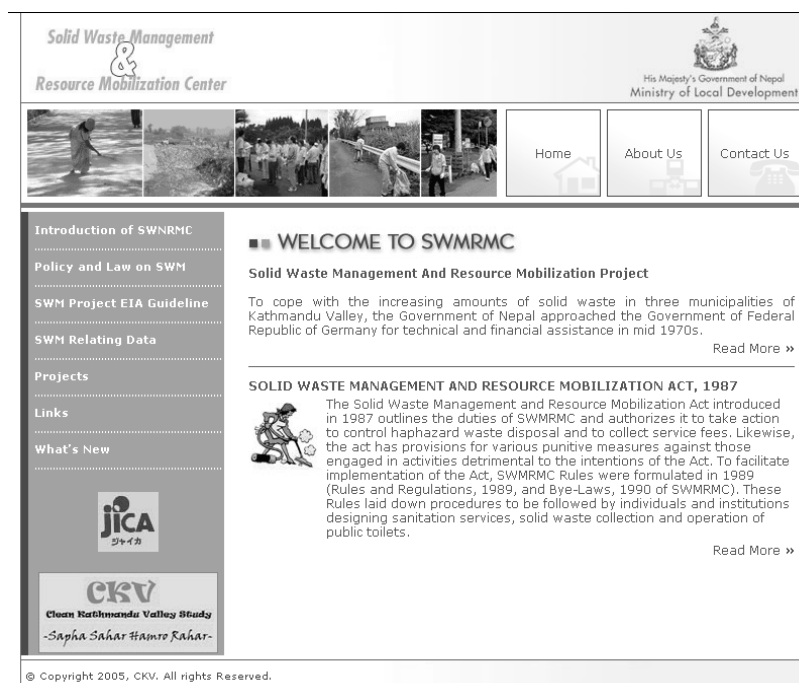 Solid Waste Management
&
Resource Mobilization Center
His Majesty's Government of Nepal
Ministry of Local Development
Home
About Us
Contact Us
Introduction of SWNRMC
Policy and Law on SWM
SWM Project EIA Guideline
SWM Relating Data
Projects
Links
What's New
JICA
ジャイカ
CKV
Clean Kathmandu Valley Study
-Sapha Sahar Hamro Rahar-
WELCOME TO SWMRMC
Solid Waste Management And Resource Mobilization Project
To cope with the increasing amounts of solid waste in three municipalities of
Kathmandu Valley, the Government of Nepal approached the Government of Federal
Republic of Germany for technical and financial assistance in mid 1970s.
Read More »
SOLID WASTE MANAGEMENT AND RESOURCE MOBILIZATION ACT, 1987
The Solid Waste Management and Resource Mobilization Act introduced
in 1987 outlines the duties of SWMRMC and authorizes it to take action
to control haphazard waste disposal and to collect service fees. Likewise,
the act has provisions for various punitive measures against those
engaged in activities detrimental to the intentions of the Act. To facilitate
implementation of the Act, SWMRMC Rules were formulated in 1989
(Rules and Regulations, 1989, and Bye-Laws, 1990 of SWMRMC). These
Rules laid down procedures to be followed by individuals and institutions
designing sanitation services, solid waste collection and operation of
public toilets.
Read More »
© Copyright 2005, CKV. All rights Reserved.